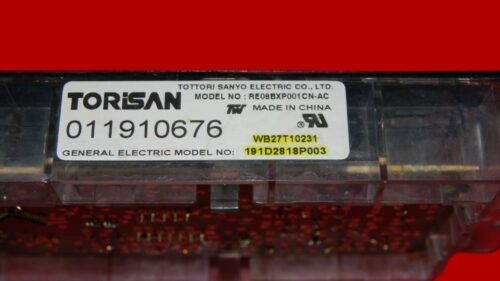 TOTTORI SANYO ELECTRIC CO., LTD.
TORiSAN MODEL NO : RE08BXP001CN-AC
MADE IN CHINA
011910676
WB27T10231
GENERAL ELECTRIC MODEL NO: 191D2818P003